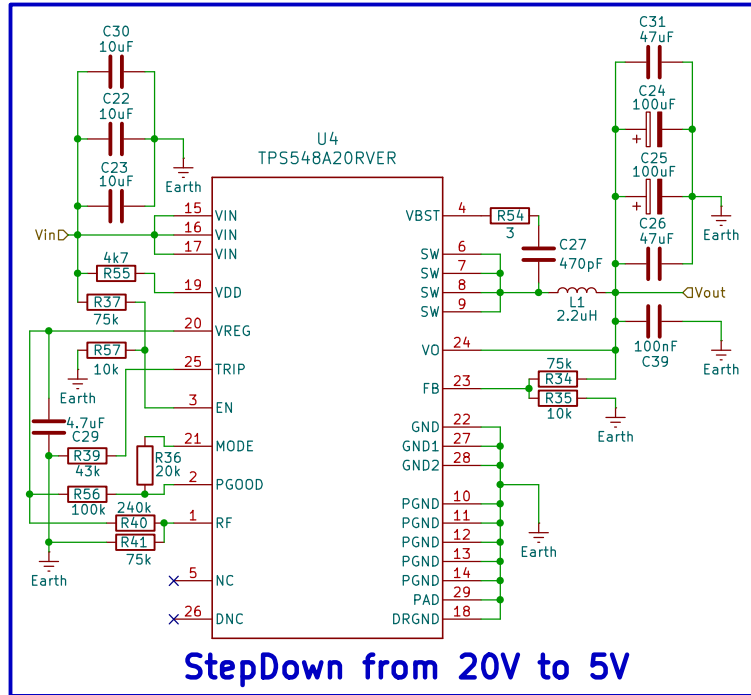 C30
10uF
C22
10uF
C23
10uF
Earth
Vin
4k7
R55
R37
75k
R57
10k
Earth
4.7uF
C29
R39
43k
R56
100k
240k
R40
R41
75k
Earth
R36
20k
U4
TPS548A20RVER
15 VIN
16 VIN
17 VIN
19 VDD
20 VREG
25 TRIP
3 EN
21 MODE
2 PGOOD
1 RF
5 NC
26 DNC
VBST 4
SW 6
SW 7
SW 8
SW 9
VO 24
FB 23
GND 22
GND1 27
GND2 28
PGND 10
PGND 11
PGND 12
PGND 13
PGND 14
PAD 29
DRGND 18
R54
3
C27
470pF
L1
2.2uH
C31
47uF
C24
100uF
+
C25
100uF
+
C26
47uF
Earth
Vout
100nF
C39
Earth
75k
R34
R35
10k
Earth
Earth
StepDown from 20V to 5V